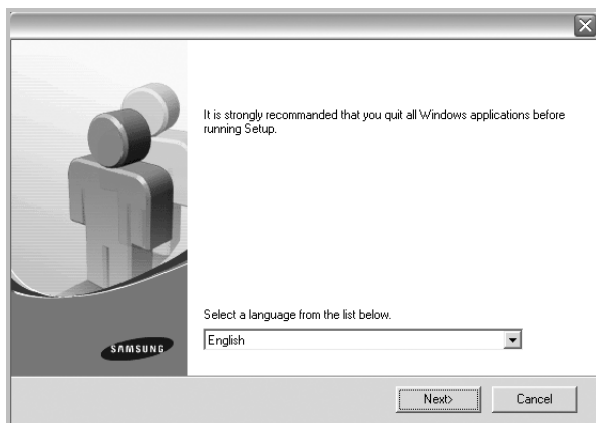 It is strongly recommanded that you quit all Windows applications before
running Setup.
Select a language from the list below.
English
SAMSUNG
Next>
Cancel